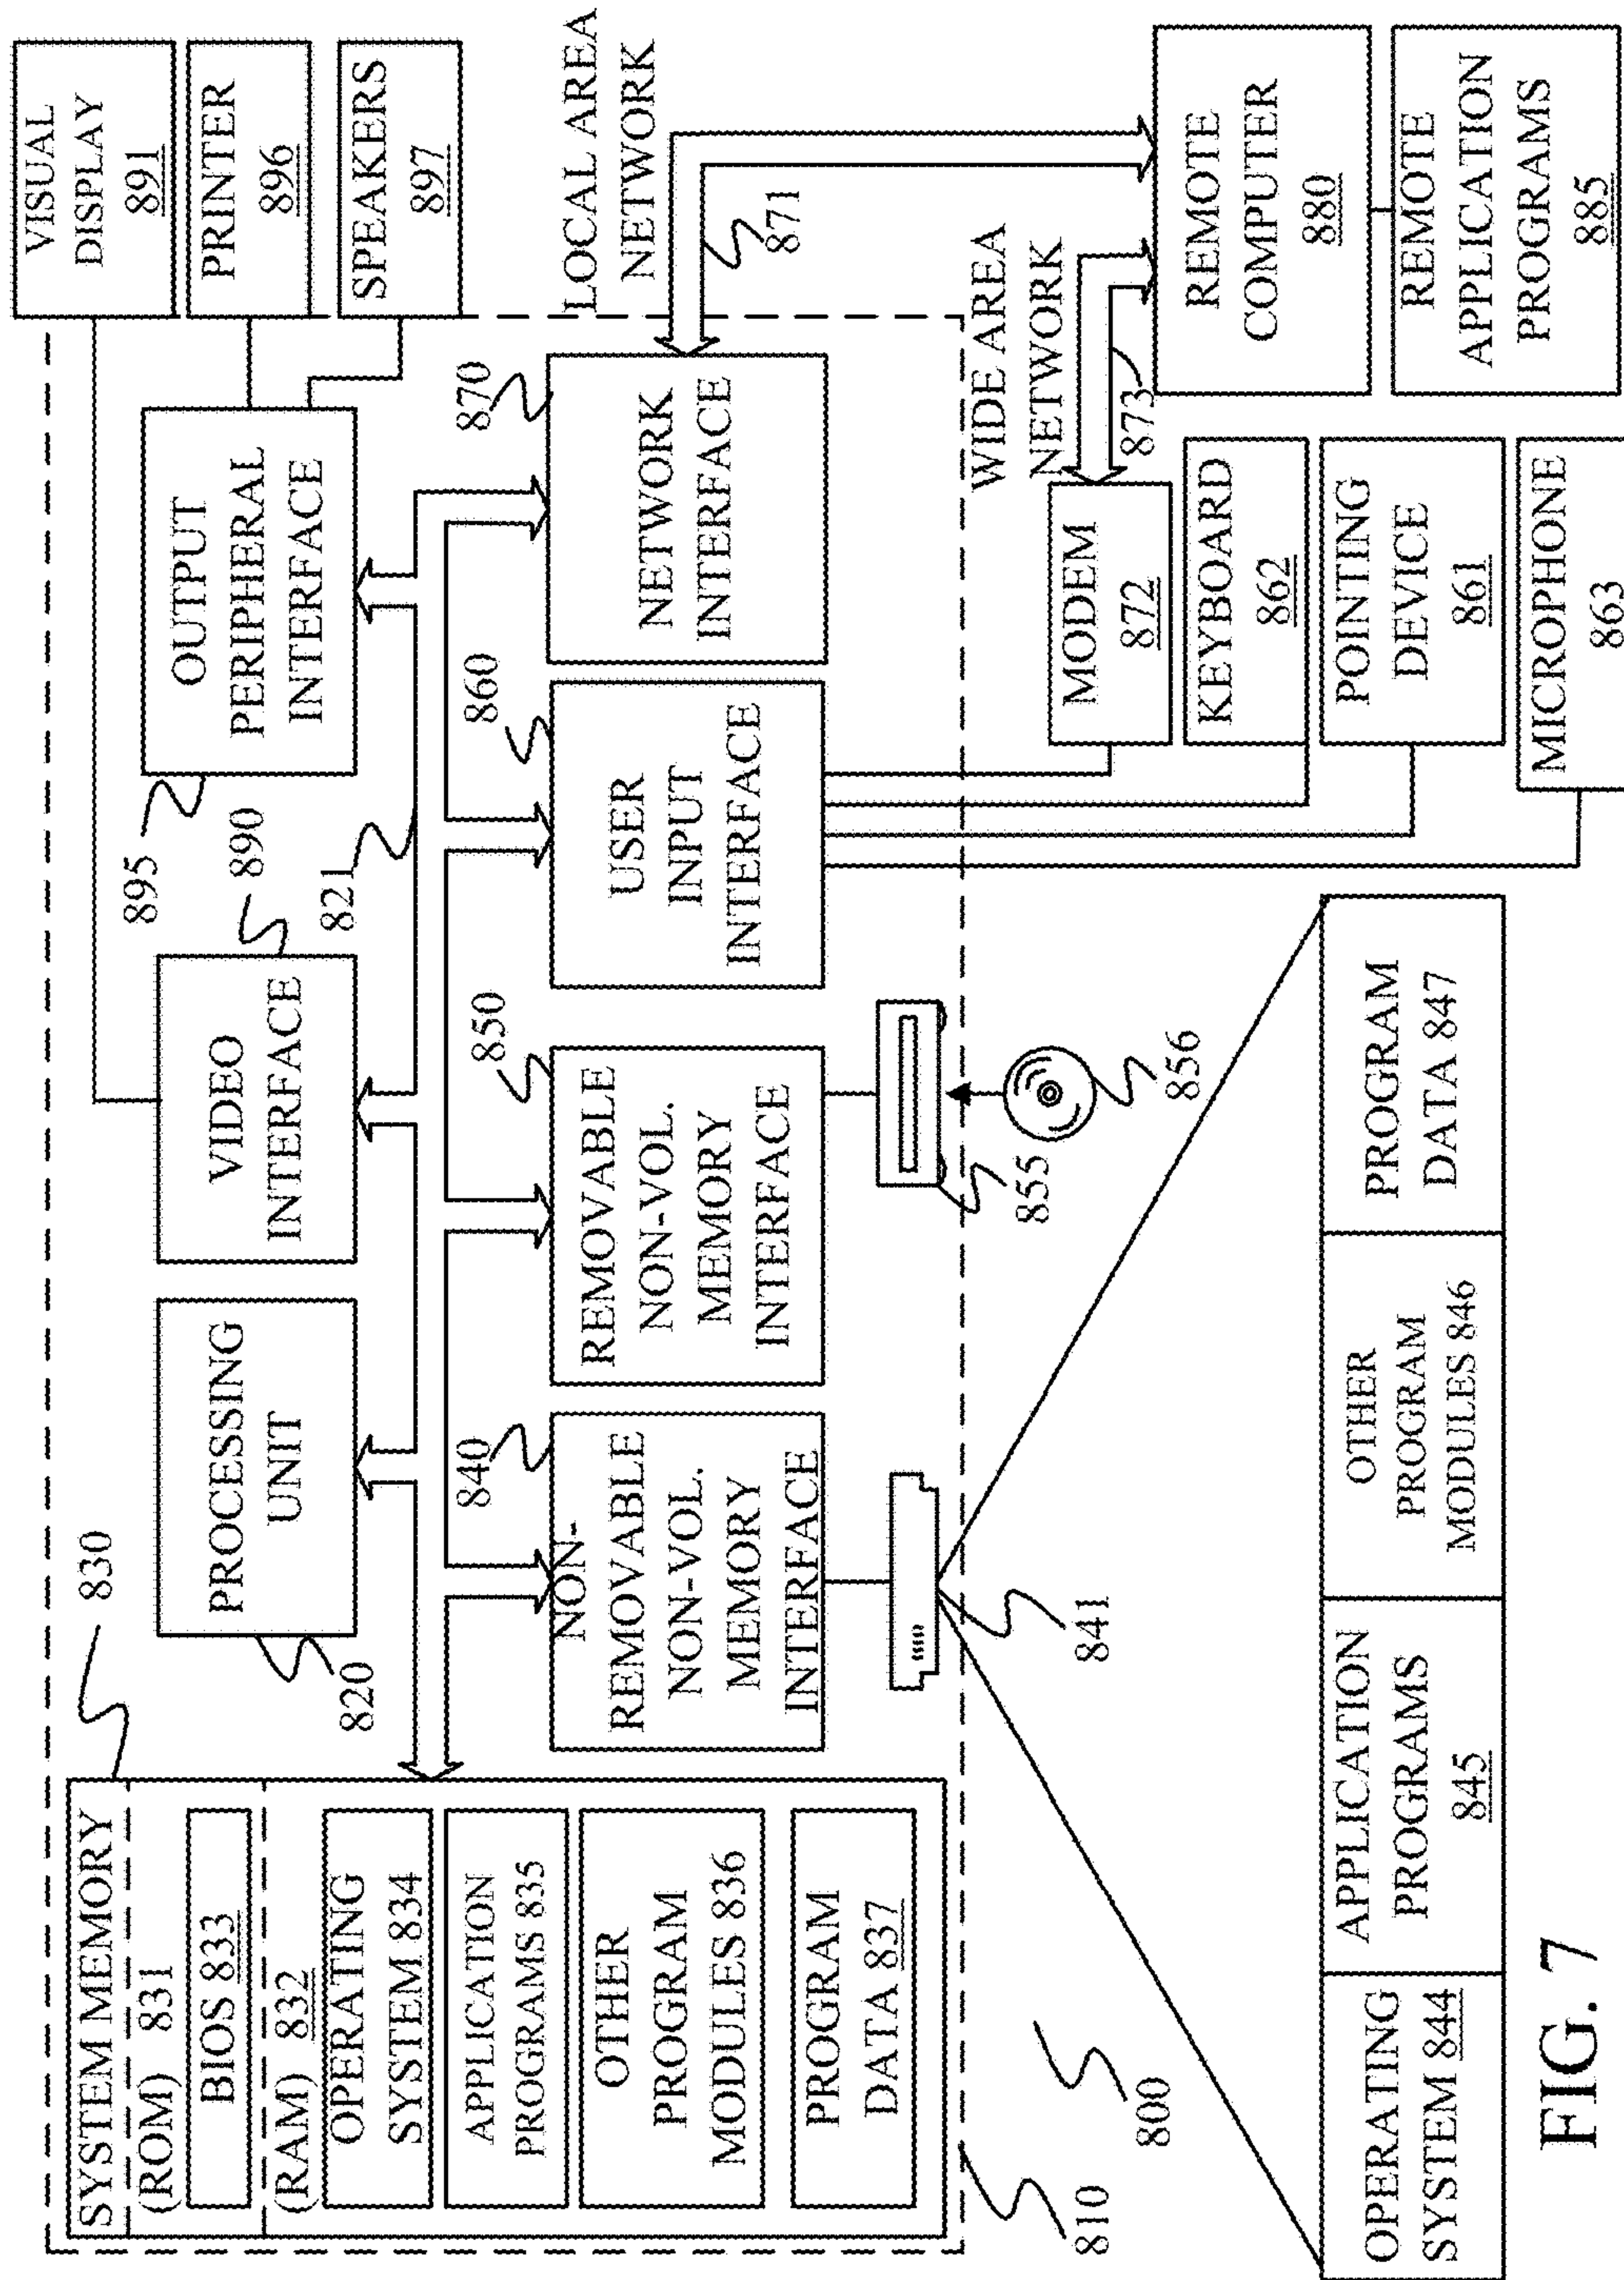 SYSTEM MEMORY
(ROM) 831
BIOS 833
(RAM) 832
OPERATING
SYSTEM 834
APPLICATION
PROGRAMS 835
OTHER
PROGRAM
MODULES 836
PROGRAM
DATA 837
830
820
PROCESSING
UNIT
VIDEO
INTERFACE
890
895
OUTPUT
PERIPHERAL
INTERFACE
821
VISUAL
DISPLAY
891
PRINTER
896
SPEAKERS
897
840
NON-
REMOVABLE
NON-VOL.
MEMORY
INTERFACE
850
REMOVABLE
NON-VOL.
MEMORY
INTERFACE
860
USER
INPUT
INTERFACE
870
NETWORK
INTERFACE
LOCAL AREA
NETWORK
871
810
800
841
855
856
WIDE AREA
NETWORK
873
MODEM
872
KEYBOARD
862
POINTING
DEVICE
861
MICROPHONE
863
REMOTE
COMPUTER
880
REMOTE
APPLICATION
PROGRAMS
885
OPERATING
SYSTEM 844
APPLICATION
PROGRAMS
845
OTHER
PROGRAM
MODULES 846
PROGRAM
DATA 847
FIG. 7